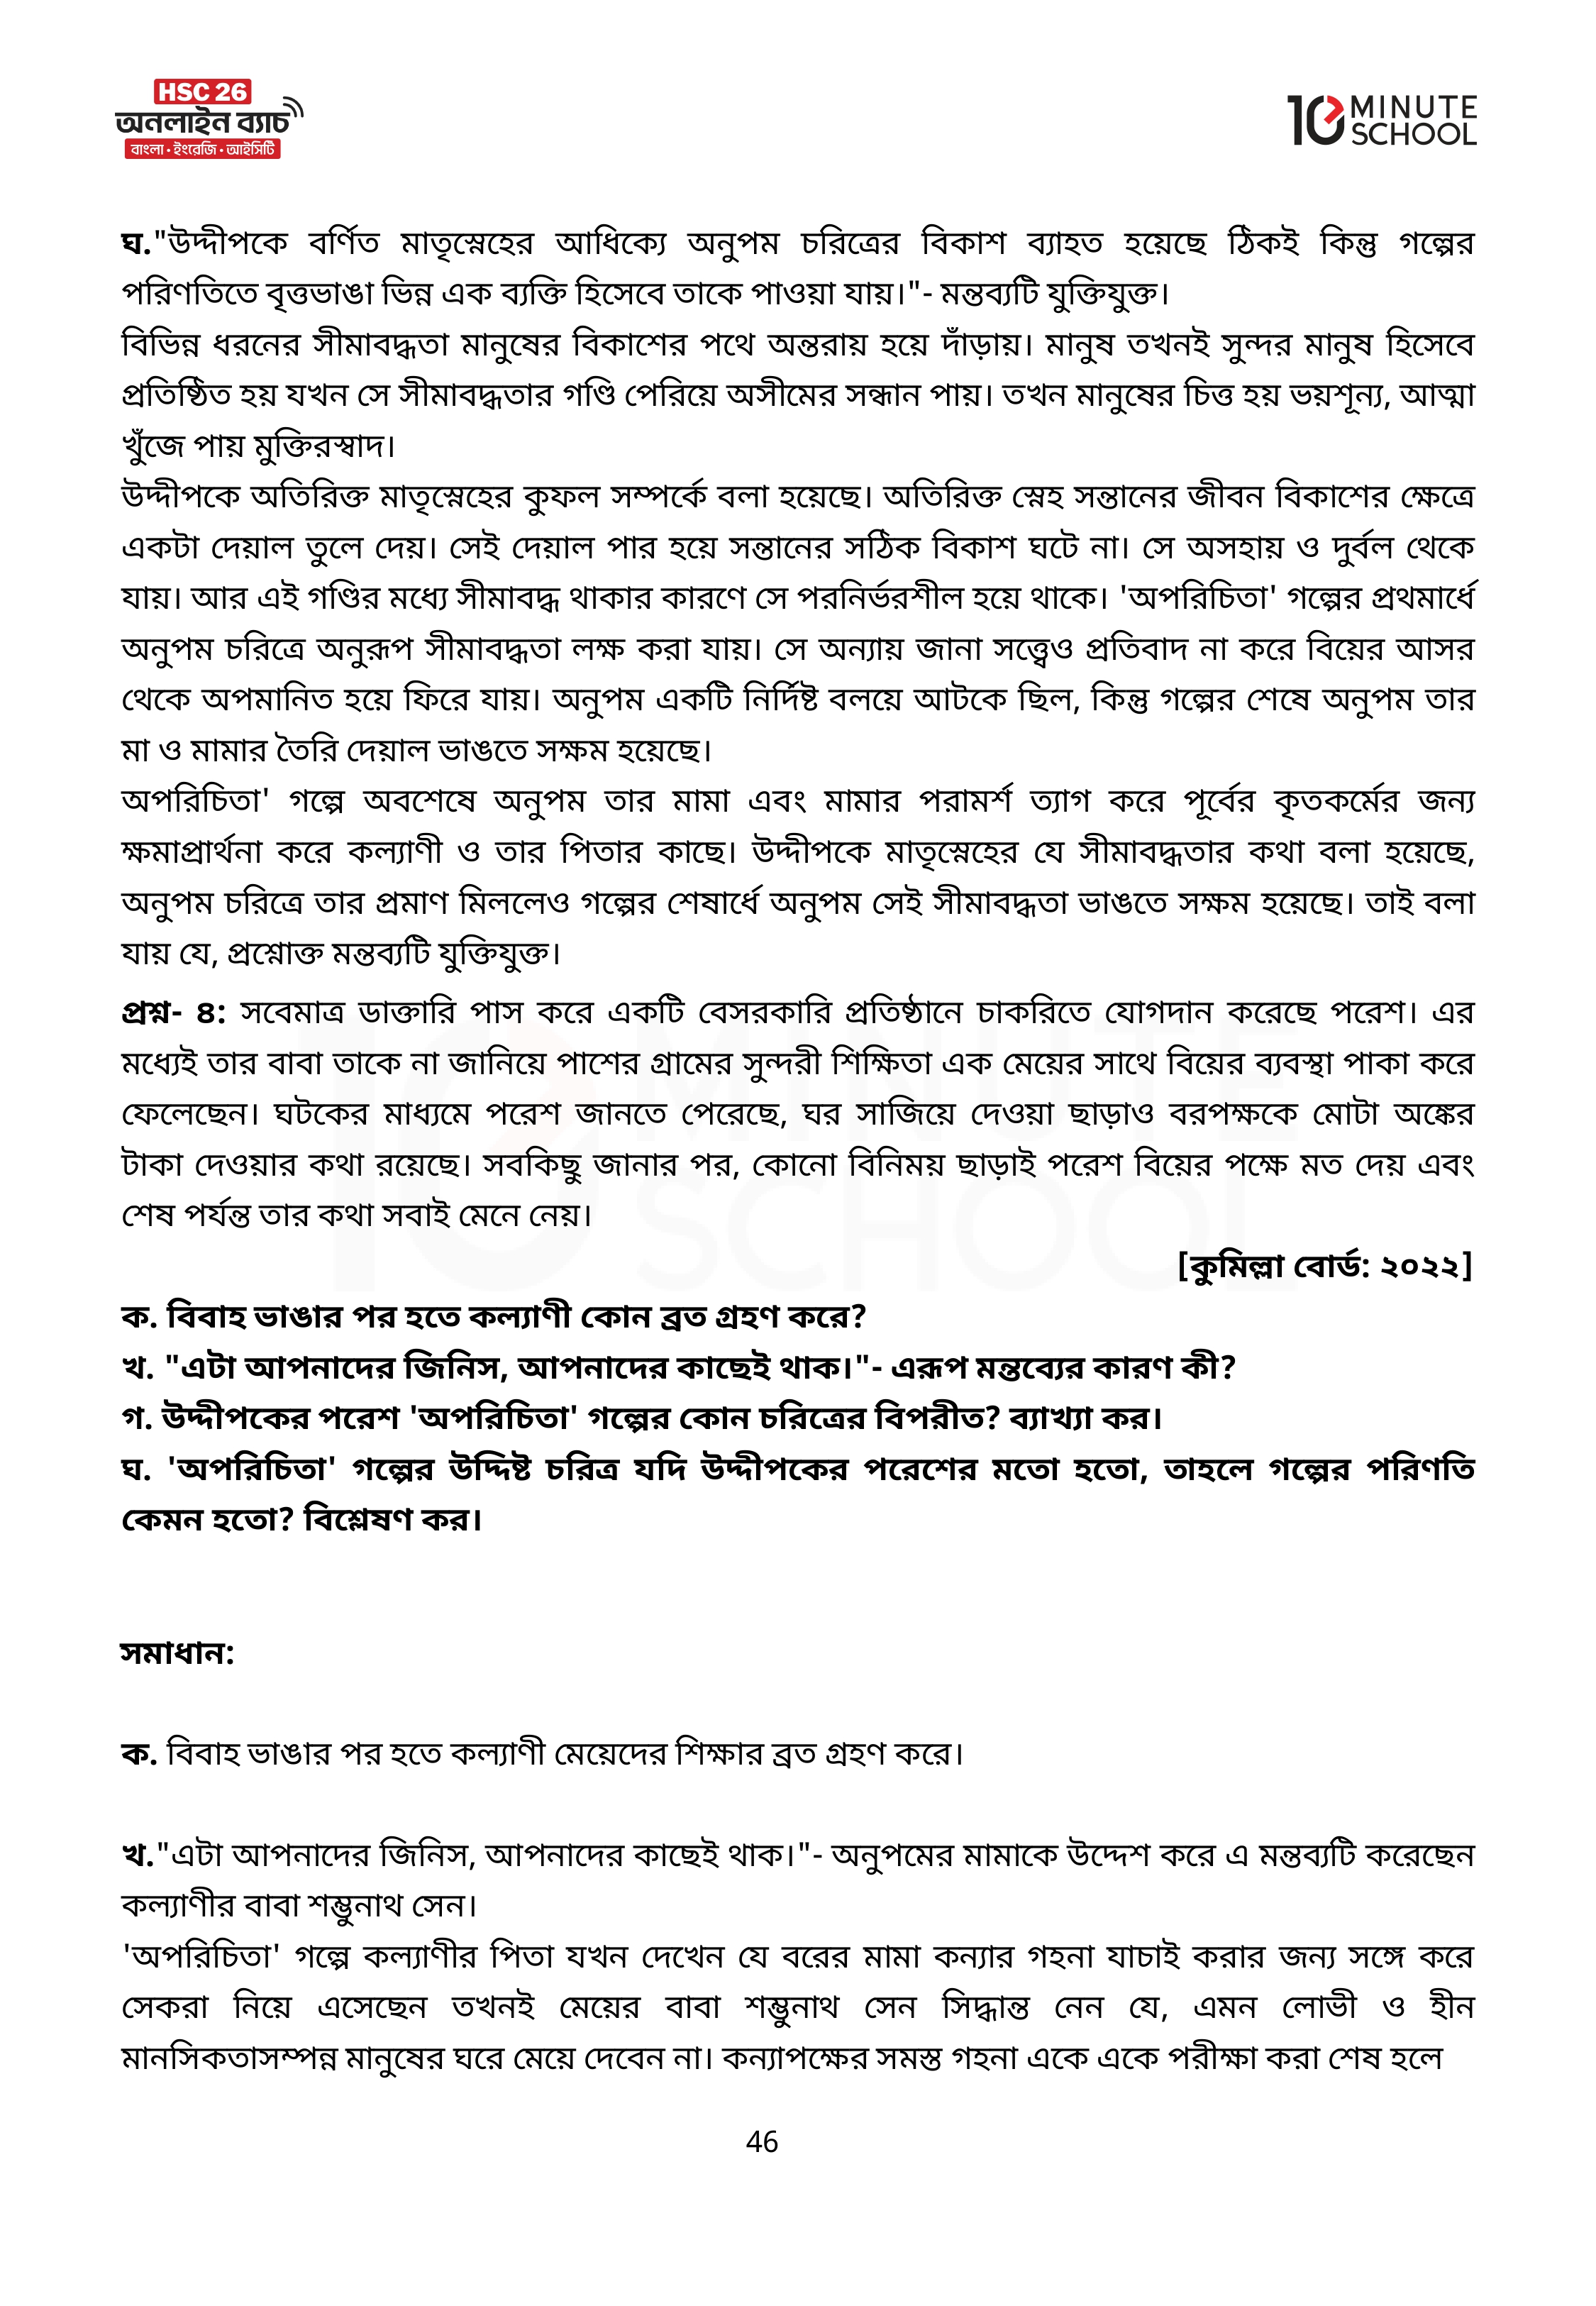 HSC 26
অনলাইন ব্যাচ
বাংলা • ইংরেজি • আইসিটি
10 MINUTE SCHOOL
ঘ."উদ্দীপকে বর্ণিত মাতৃস্নেহের আধিক্যে অনুপম চরিত্রের বিকাশ ব্যাহত হয়েছে ঠিকই কিন্তু গল্পের
পরিণতিতে বৃত্তভাঙা ভিন্ন এক ব্যক্তি হিসেবে তাকে পাওয়া যায়।"- মন্তব্যটি যুক্তিযুক্ত।
বিভিন্ন ধরনের সীমাবদ্ধতা মানুষের বিকাশের পথে অন্তরায় হয়ে দাঁড়ায়। মানুষ তখনই সুন্দর মানুষ হিসেবে
প্রতিষ্ঠিত হয় যখন সে সীমাবদ্ধতার গণ্ডি পেরিয়ে অসীমের সন্ধান পায়। তখন মানুষের চিত্ত হয় ভয়শূন্য, আত্মা
খুঁজে পায় মুক্তিরস্বাদ।
উদ্দীপকে অতিরিক্ত মাতৃস্নেহের কুফল সম্পর্কে বলা হয়েছে। অতিরিক্ত স্নেহ সন্তানের জীবন বিকাশের ক্ষেত্রে
একটা দেয়াল তুলে দেয়। সেই দেয়াল পার হয়ে সন্তানের সঠিক বিকাশ ঘটে না। সে অসহায় ও দুর্বল থেকে
যায়। আর এই গণ্ডির মধ্যে সীমাবদ্ধ থাকার কারণে সে পরনির্ভরশীল হয়ে থাকে। 'অপরিচিতা' গল্পের প্রথমার্ধে
অনুপম চরিত্রে অনুরূপ সীমাবদ্ধতা লক্ষ করা যায়। সে অন্যায় জানা সত্ত্বেও প্রতিবাদ না করে বিয়ের আসর
থেকে অপমানিত হয়ে ফিরে যায়। অনুপম একটি নির্দিষ্ট বলয়ে আটকে ছিল, কিন্তু গল্পের শেষে অনুপম তার
মা ও মামার তৈরি দেয়াল ভাঙতে সক্ষম হয়েছে।
অপরিচিতা' গল্পে অবশেষে অনুপম তার মামা এবং মামার পরামর্শ ত্যাগ করে পূর্বের কৃতকর্মের জন্য
ক্ষমাপ্রার্থনা করে কল্যাণী ও তার পিতার কাছে। উদ্দীপকে মাতৃস্নেহের যে সীমাবদ্ধতার কথা বলা হয়েছে,
অনুপম চরিত্রে তার প্রমাণ মিললেও গল্পের শেষার্ধে অনুপম সেই সীমাবদ্ধতা ভাঙতে সক্ষম হয়েছে। তাই বলা
যায় যে, প্রশ্নোক্ত মন্তব্যটি যুক্তিযুক্ত।
প্রশ্ন- ৪: সবেমাত্র ডাক্তারি পাস করে একটি বেসরকারি প্রতিষ্ঠানে চাকরিতে যোগদান করেছে পরেশ। এর
মধ্যেই তার বাবা তাকে না জানিয়ে পাশের গ্রামের সুন্দরী শিক্ষিতা এক মেয়ের সাথে বিয়ের ব্যবস্থা পাকা করে
ফেলেছেন। ঘটকের মাধ্যমে পরেশ জানতে পেরেছে, ঘর সাজিয়ে দেওয়া ছাড়াও বরপক্ষকে মোটা অঙ্কের
টাকা দেওয়ার কথা রয়েছে। সবকিছু জানার পর, কোনো বিনিময় ছাড়াই পরেশ বিয়ের পক্ষে মত দেয় এবং
শেষ পর্যন্ত তার কথা সবাই মেনে নেয়।
[কুমিল্লা বোর্ড: ২০২২]
ক. বিবাহ ভাঙার পর হতে কল্যাণী কোন ব্রত গ্রহণ করে?
খ. "এটা আপনাদের জিনিস, আপনাদের কাছেই থাক।"- এরূপ মন্তব্যের কারণ কী?
গ. উদ্দীপকের পরেশ 'অপরিচিতা' গল্পের কোন চরিত্রের বিপরীত? ব্যাখ্যা কর।
ঘ. 'অপরিচিতা' গল্পের উদ্দিষ্ট চরিত্র যদি উদ্দীপকের পরেশের মতো হতো, তাহলে গল্পের পরিণতি
কেমন হতো? বিশ্লেষণ কর।
সমাধান:
ক. বিবাহ ভাঙার পর হতে কল্যাণী মেয়েদের শিক্ষার ব্রত গ্রহণ করে।
খ."এটা আপনাদের জিনিস, আপনাদের কাছেই থাক।"- অনুপমের মামাকে উদ্দেশ করে এ মন্তব্যটি করেছেন
কল্যাণীর বাবা শম্ভুনাথ সেন।
'অপরিচিতা' গল্পে কল্যাণীর পিতা যখন দেখেন যে বরের মামা কন্যার গহনা যাচাই করার জন্য সঙ্গে করে
সেকরা নিয়ে এসেছেন তখনই মেয়ের বাবা শম্ভুনাথ সেন সিদ্ধান্ত নেন যে, এমন লোভী ও হীন
মানসিকতাসম্পন্ন মানুষের ঘরে মেয়ে দেবেন না। কন্যাপক্ষের সমস্ত গহনা একে একে পরীক্ষা করা শেষ হলে
46